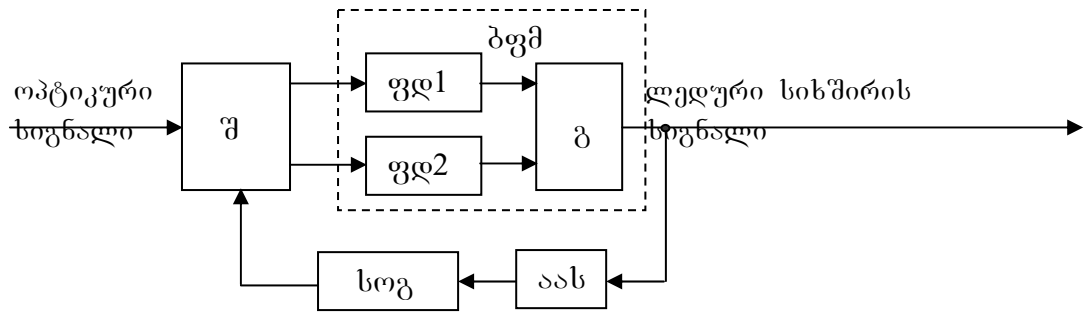 ბფმ
ოპტიკური
სიგნალი
შ
ფდ1
ფდ2
გ
ლედური სიხშირის
სიგნალი
სოგ
აას